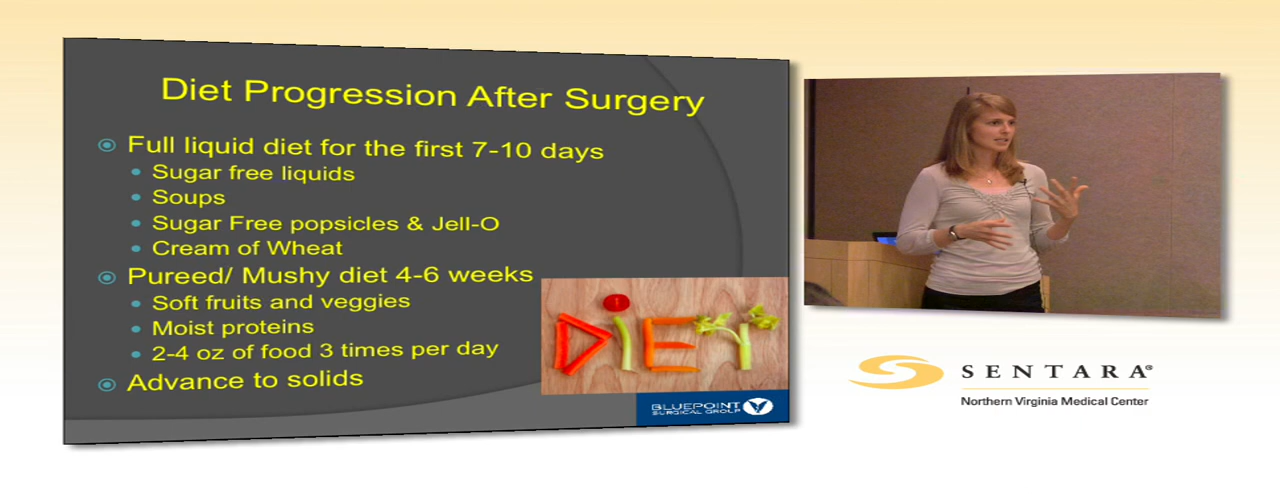 Diet Progression After Surgery
Full liquid diet for the first 7-10 days
Sugar free liquids
Soups
Sugar Free popsicles & Jell-O
Cream of Wheat
Pureed/ Mushy diet 4-6 weeks
Soft fruits and veggies
Moist proteins
2-4 oz of food 3 times per day
Advance to solids
DiET
BLUEPOINT
SURGICAL GROUP
SENTARA®
Northern Virginia Medical Center